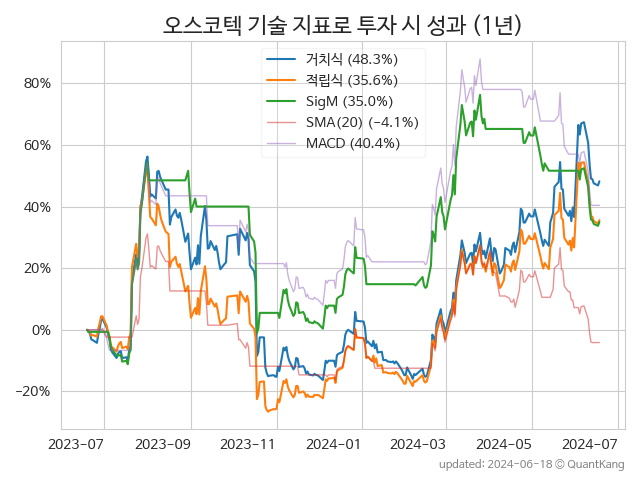 오스코텍 기술 지표로 투자 시 성과 (1년)
거치식 (48.3%)
적립식 (35.6%)
SigM (35.0%)
SMA(20) (−4.1%)
MACD (40.4%)
80%
60%
40%
20%
0%
−20%
2023-07 2023-09 2023-11 2024-01 2024-03 2024-05 2024-07
updated: 2024-06-18 © QuantKang